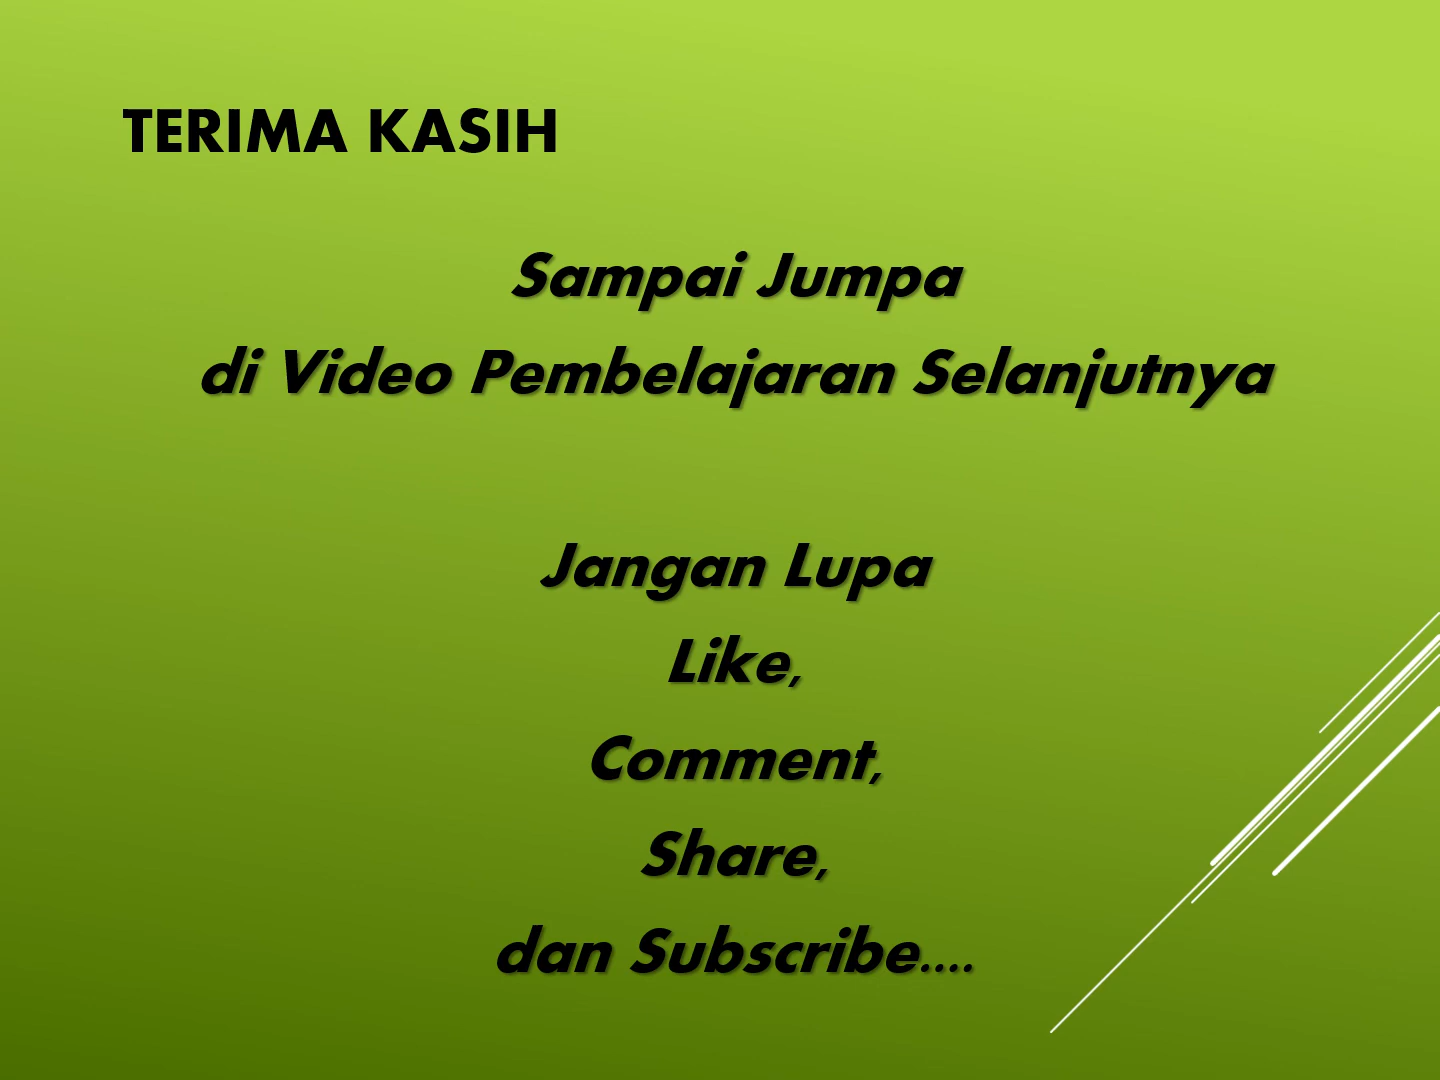 TERIMA KASIH
Sampai Jumpa
di Video Pembelajaran Selanjutnya
Jangan Lupa
Like,
Comment,
Share,
dan Subscribe....